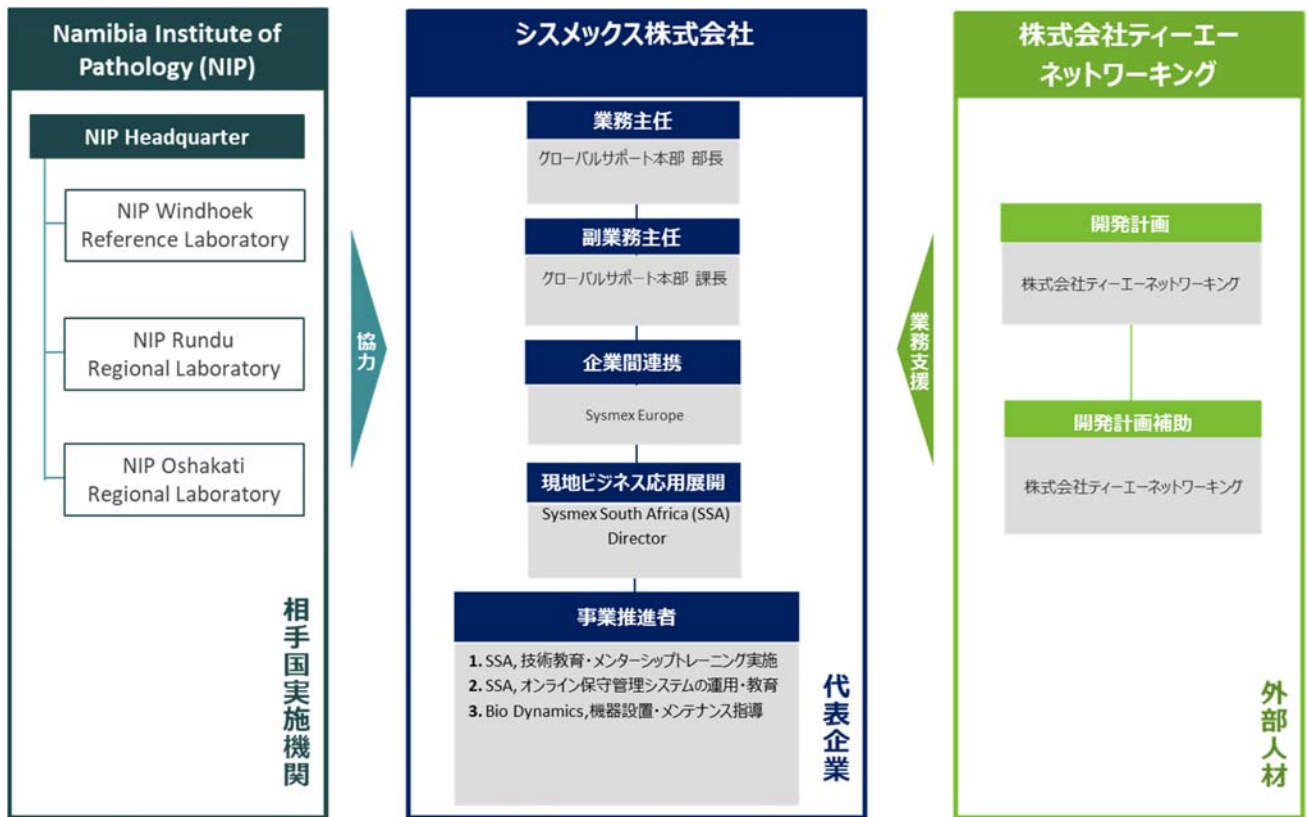 Namibia Institute of
Pathology (NIP)
NIP Headquarter
NIP Windhoek
Reference Laboratory
NIP Rundu
Regional Laboratory
NIP Oshakati
Regional Laboratory
相手国実施機関
協力
シスメックス株式会社
業務主任
グローバルサポート本部 部長
副業務主任
グローバルサポート本部 課長
企業間連携
Sysmex Europe
現地ビジネス応用展開
Sysmex South Africa (SSA)
Director
事業推進者
1. SSA, 技術教育・メンターシップトレーニング実施
2. SSA, オンライン保守管理システムの運用・教育
3. Bio Dynamics,機器設置・メンテナンス指導
代表企業
業務支援
株式会社ティーエー
ネットワーキング
開発計画
株式会社ティーエーネットワーキング
開発計画補助
株式会社ティーエーネットワーキング
外部人材